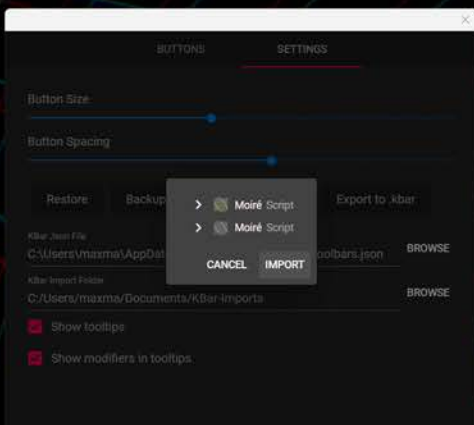 BUTTONS SETTINGS
Button Size
Button Spacing
Restore Backup Export to .kbar
Moiré Script
Moiré Script
CANCEL IMPORT
KBar Json File
C:\Users\maxma\AppDat oolbars.json BROWSE
KBar Import Folder
C:/Users/maxma/Documents/KBar-Imports BROWSE
Show tooltips
Show modifiers in tooltips